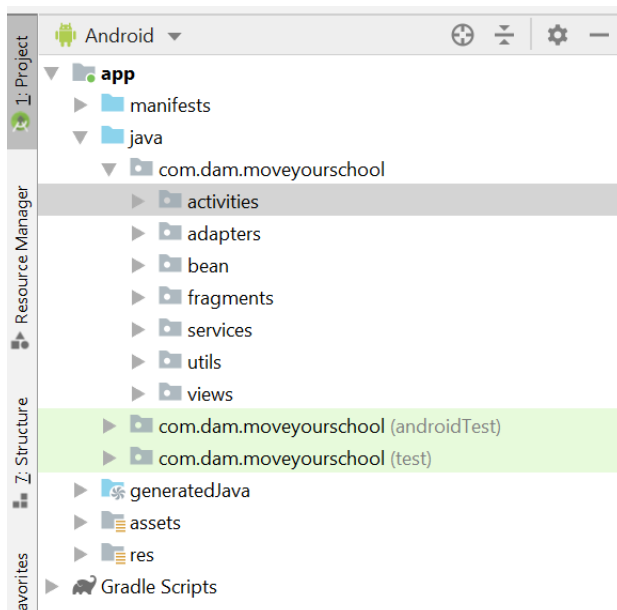 Android
app
manifests
java
com.dam.moveyourschool
activities
adapters
bean
fragments
services
utils
views
com.dam.moveyourschool (androidTest)
com.dam.moveyourschool (test)
generatedJava
assets
res
Gradle Scripts
1: Project
Resource Manager
7: Structure
avorites